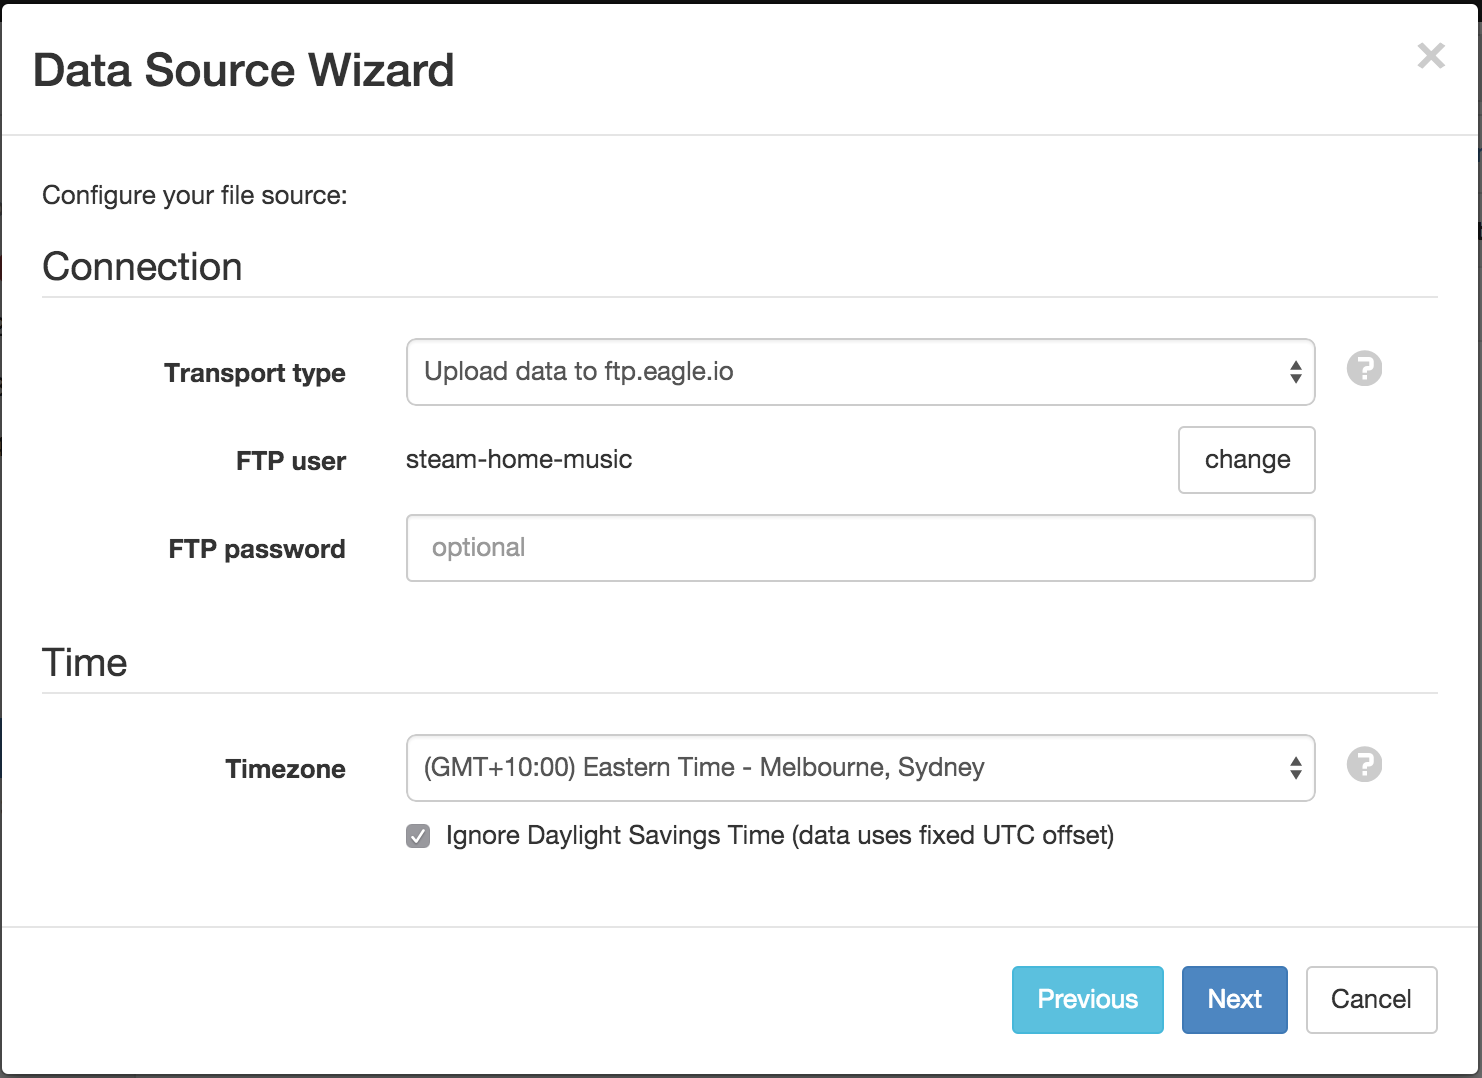 Data Source Wizard
×
Configure your file source:
Connection
Transport type
Upload data to ftp.eagle.io
?
FTP user
steam-home-music
change
FTP password
optional
Time
Timezone
(GMT+10:00) Eastern Time - Melbourne, Sydney
?
Ignore Daylight Savings Time (data uses fixed UTC offset)
Previous
Next
Cancel